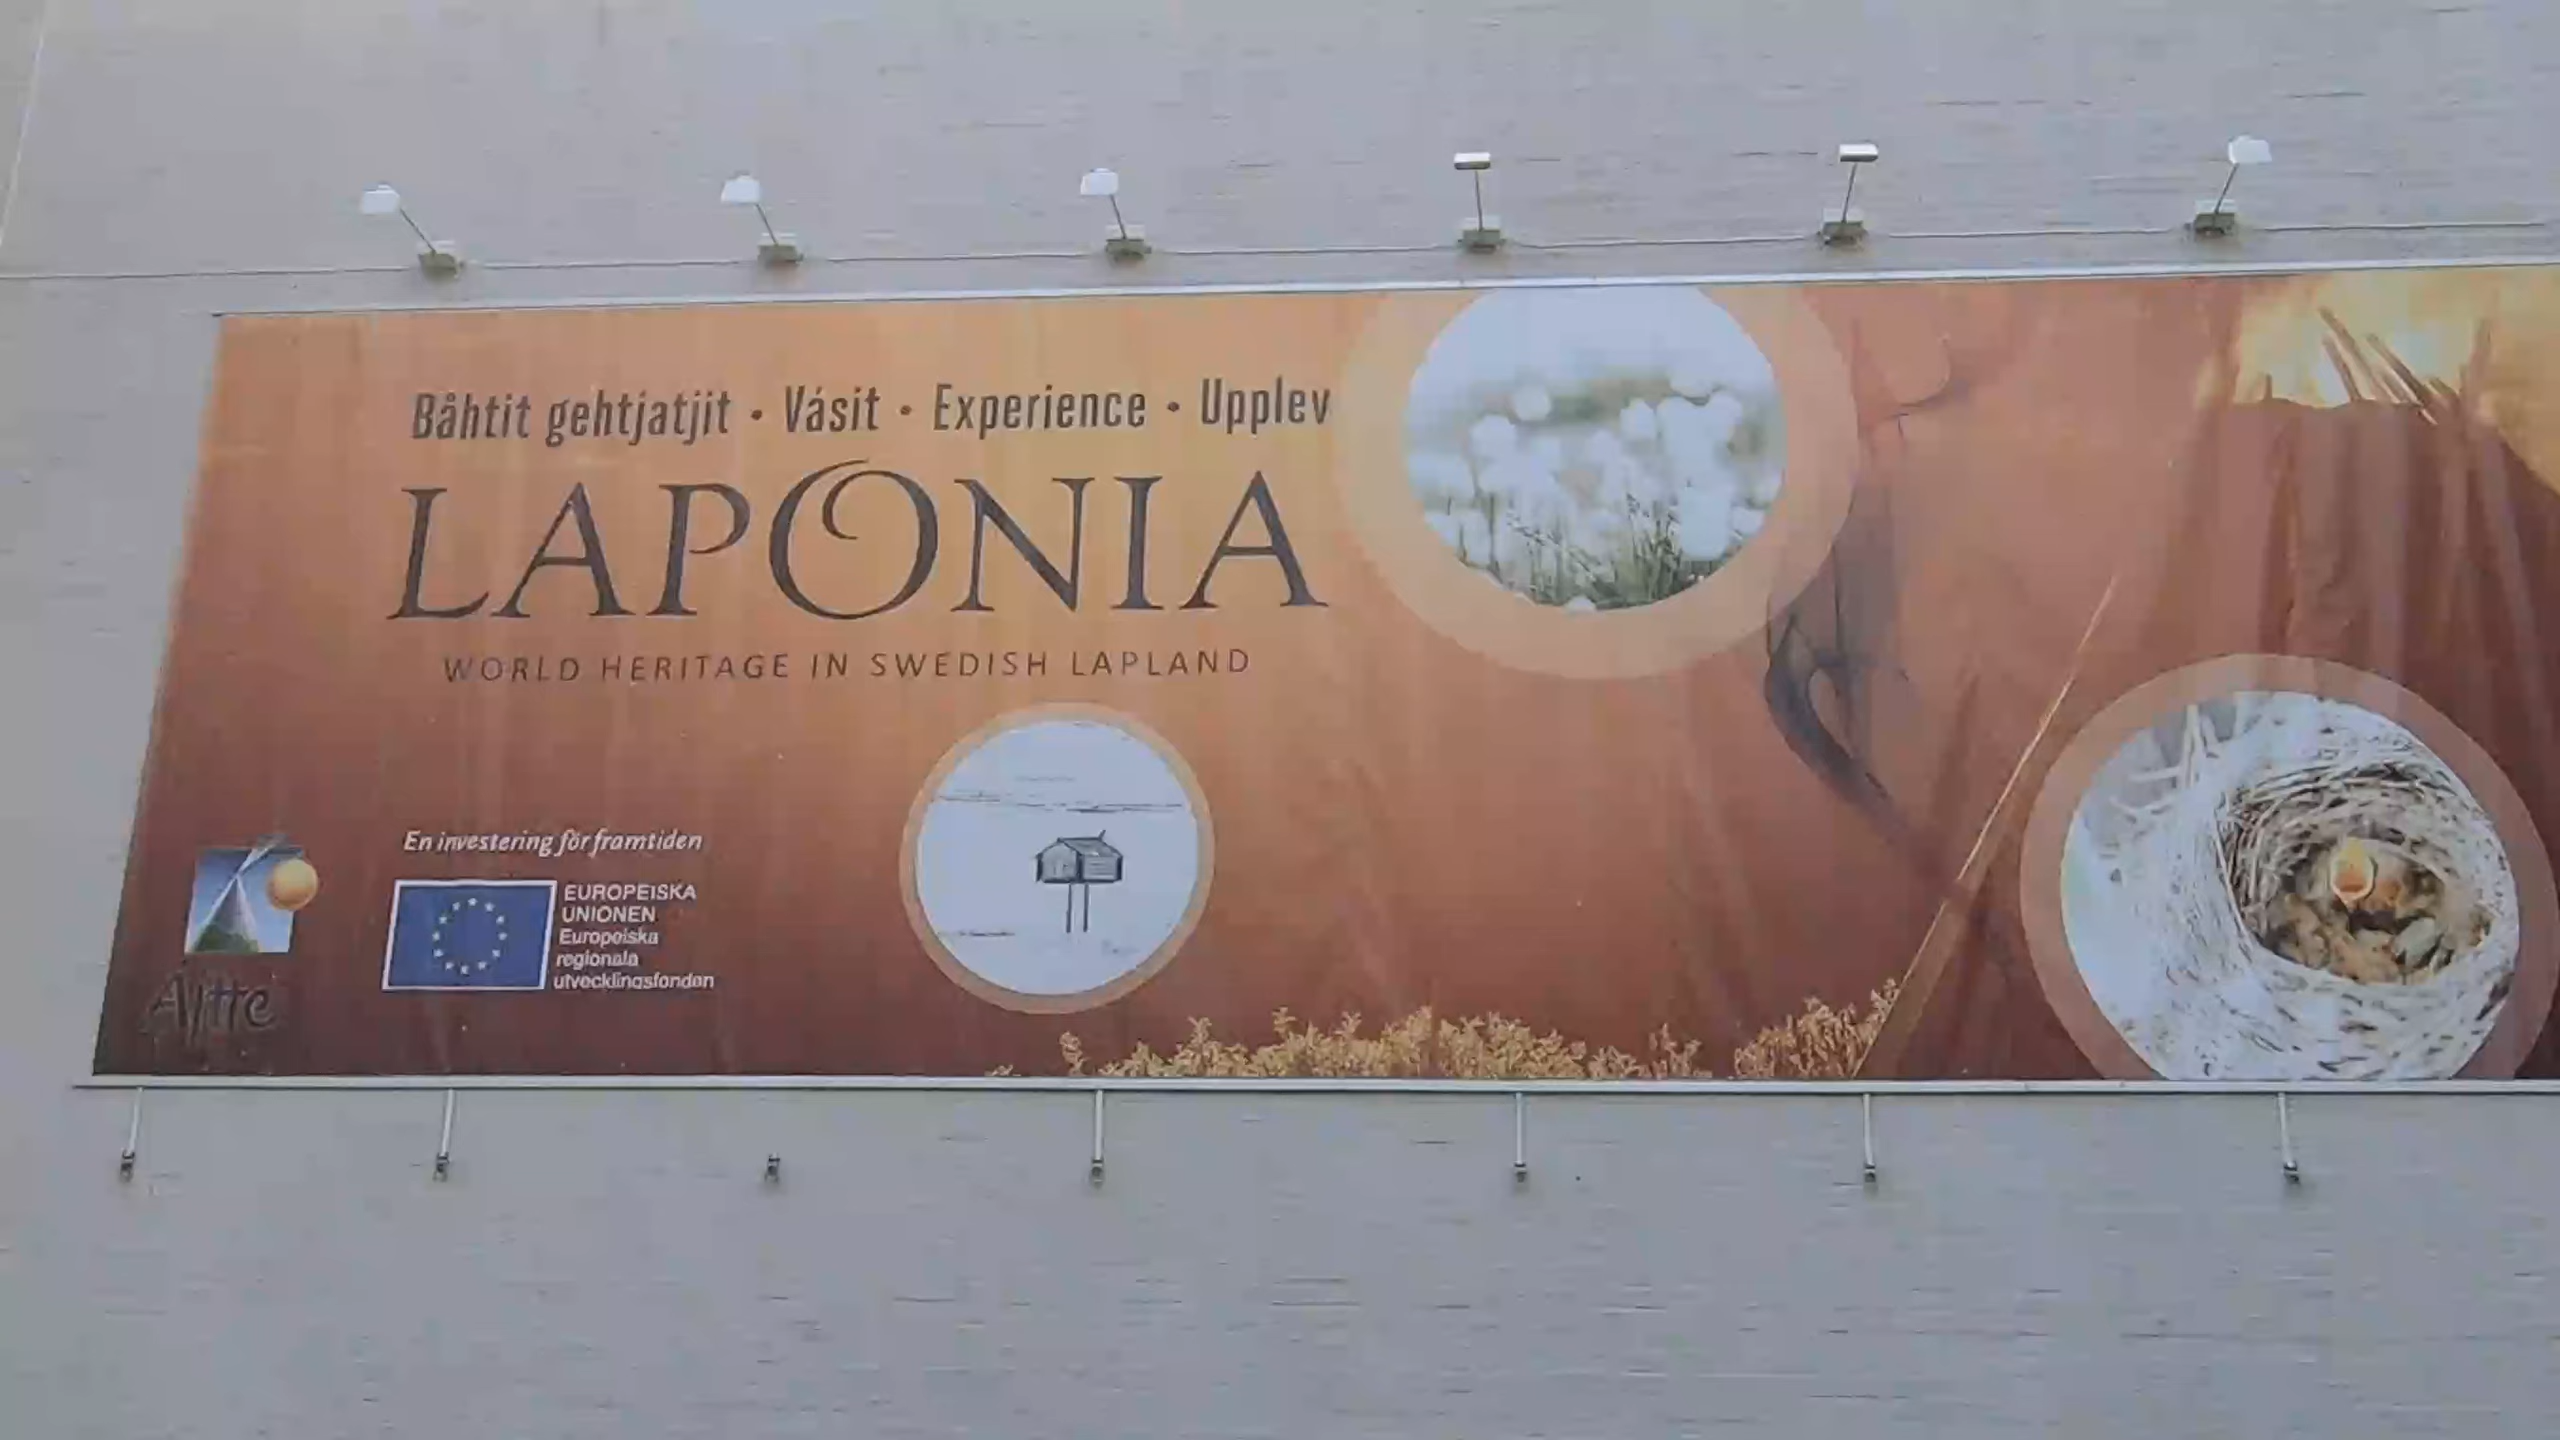 Båhtit gehtjatjit • Vásit • Experience • Upplev
LAPONIA
WORLD HERITAGE IN SWEDISH LAPLAND
En investering för framtiden
EUROPEISKA
UNIONEN
Europeiska
regionala
utvecklingsfonden
Ájtte